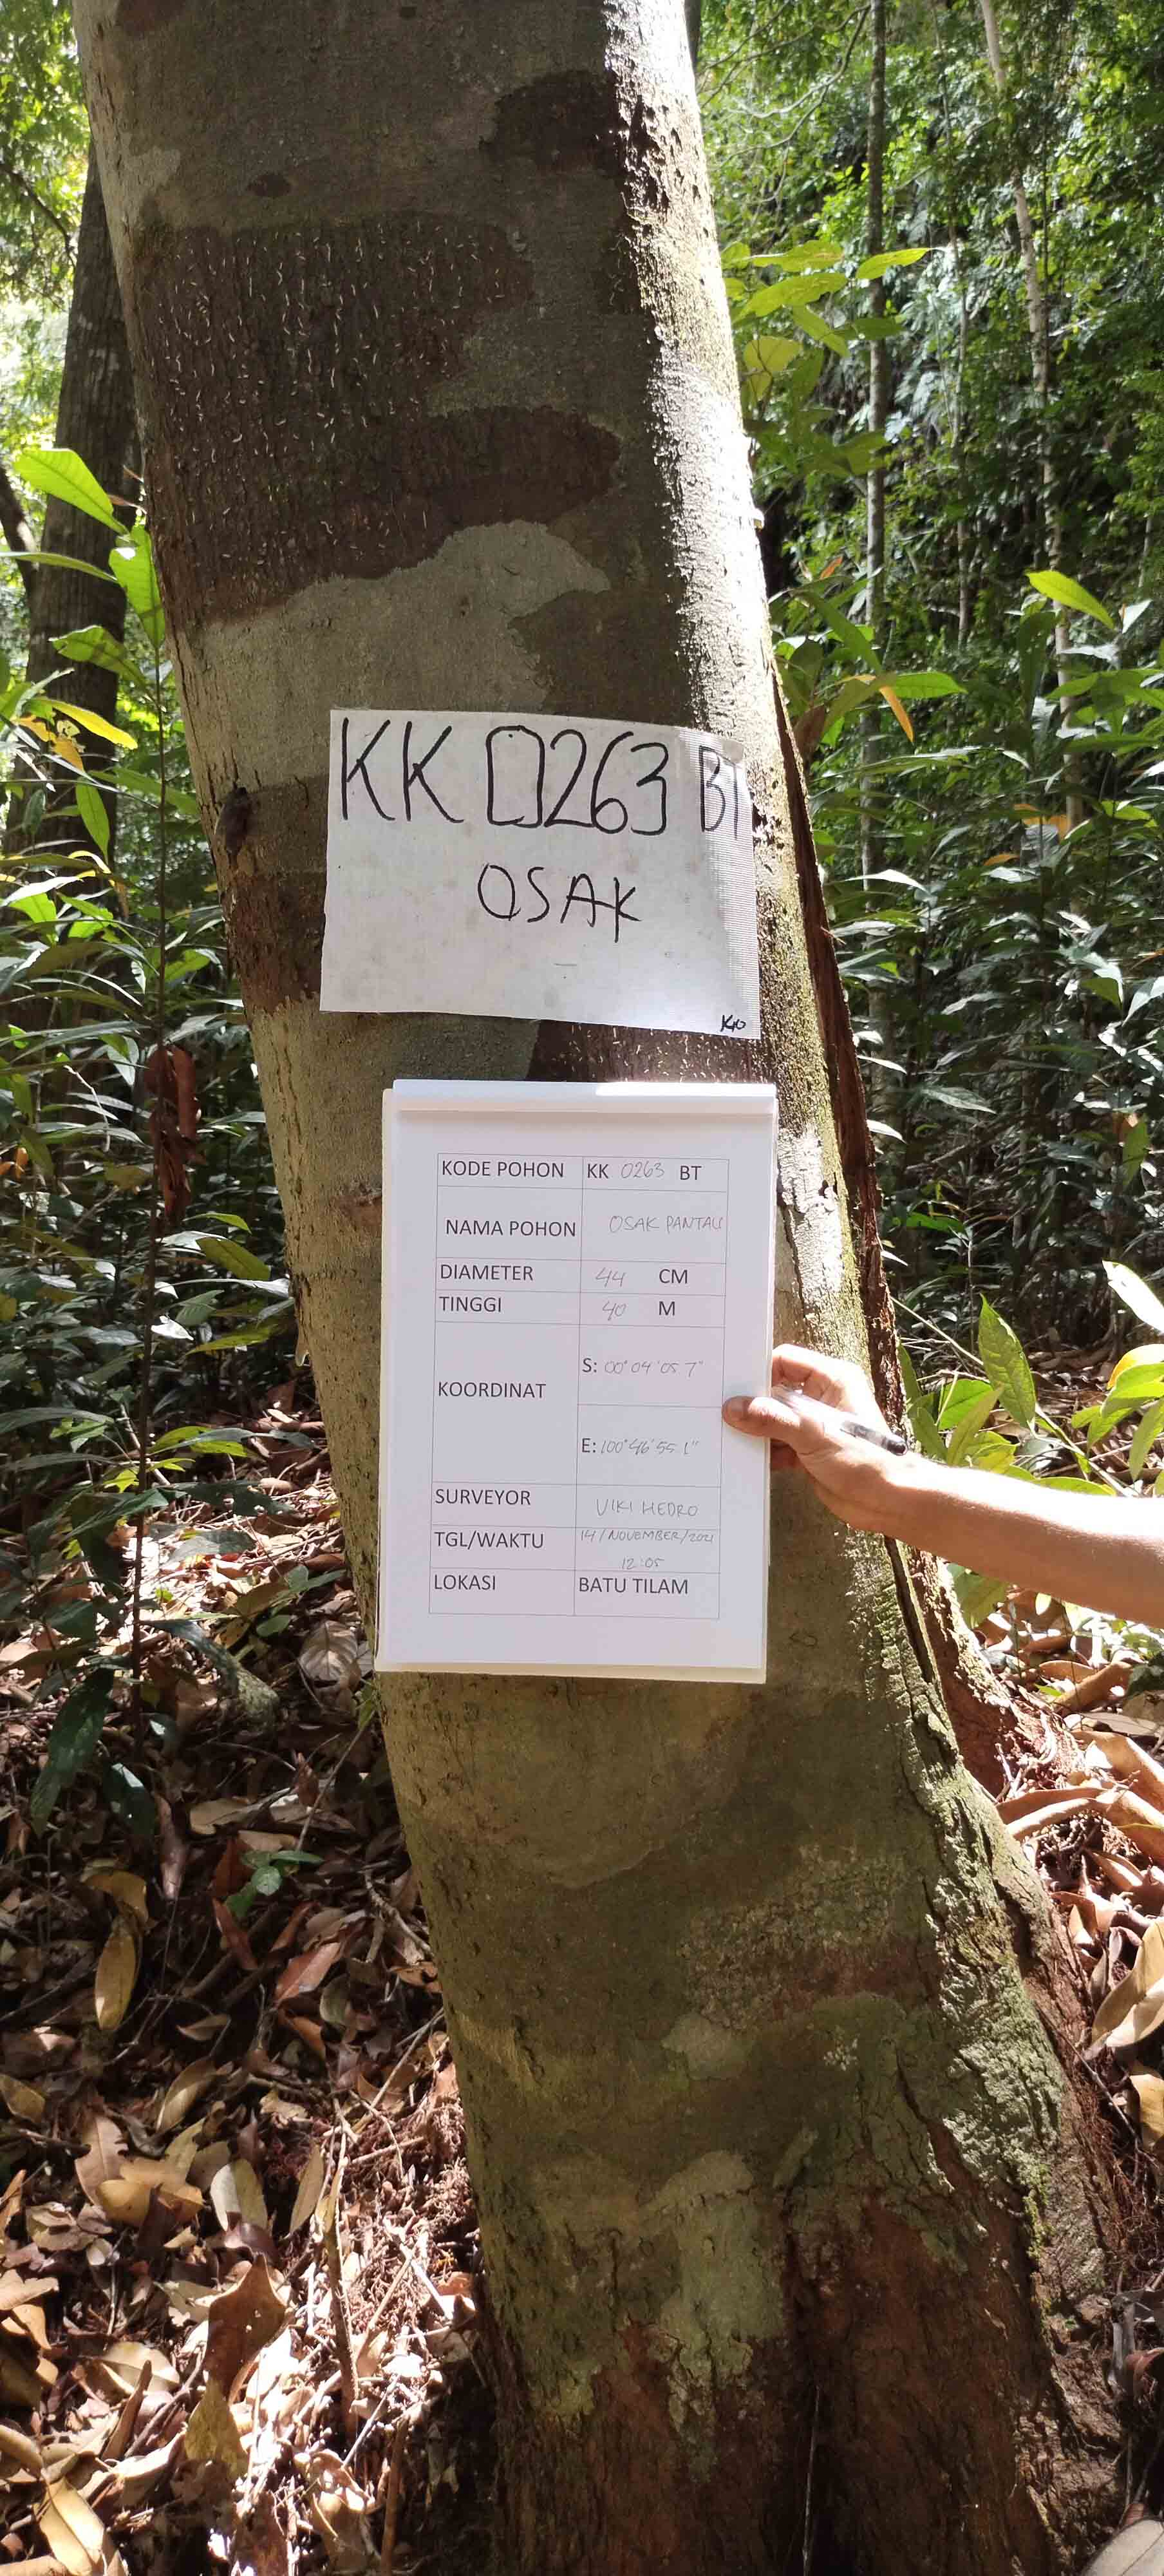 KK 0263 BT
OSAK
KODE POHON KK 0263 BT
NAMA POHON OSAK PANTAU
DIAMETER 44 CM
TINGGI 40 M
KOORDINAT
S: 00° 04' 05.7"
E: 100° 46' 55.1"
SURVEYOR VIKI HEDRO
TGL/WAKTU 14/NOVEMBER/2021
12:05
LOKASI BATU TILAM